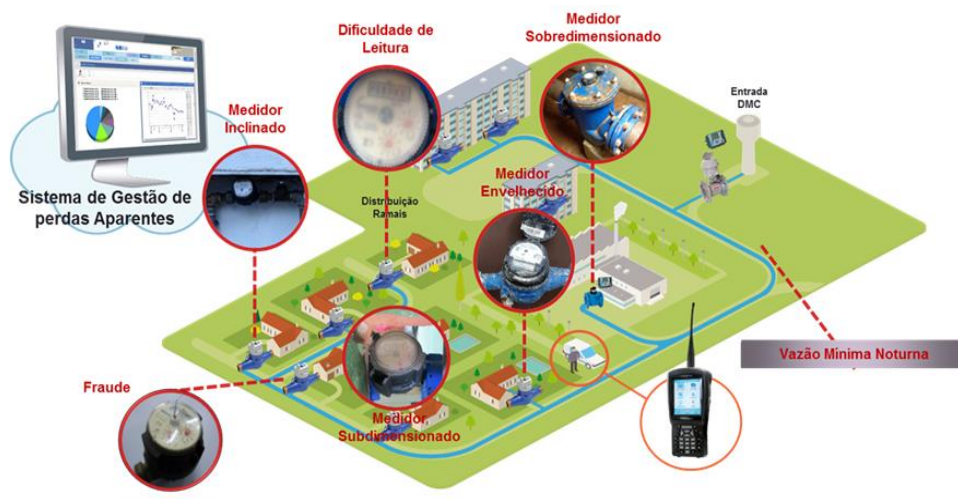 Medidor
Sobredimensionado
Dificuldade de
Leitura
Entrada
DMC
Medidor
Inclinado
Sistema de Gestão de
perdas Aparentes
Medidor
Envelhecido
Distribuição
Ramais
Vazão Minima Noturna
Fraude
Medidor
Subdimensionado